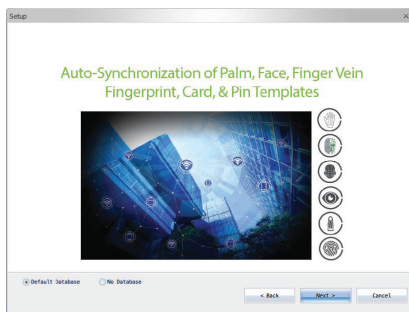 Setup
Auto-Synchronization of Palm, Face, Finger Vein
Fingerprint, Card, & Pin Templates
Default Database
No Database
< Back
Next >
Cancel